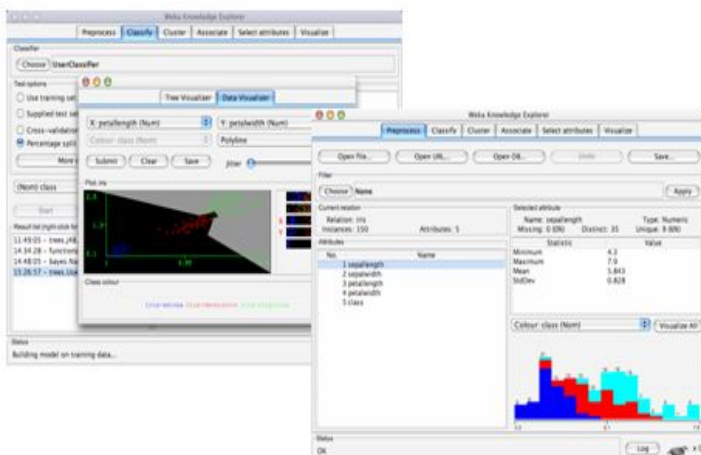 Weka Knowledge Explorer
Preprocess Classify Cluster Associate Select attributes Visualize
Classifier
Choose UserClassifier
Test options
Use training set
Supplied test set
Cross-validation
Percentage split
More
(Nom) class
Start
Result list (right-click for
11:49:05 - trees.J48
14:34:28 - functions
14:48:05 - bayes.Na
15:26:57 - trees.User
Status
Building model on training data...
Tree Visualizer Data Visualizer
X: petallength (Num) Y: petalwidth (Num)
Colour: class (Nom) Polyline
Submit Clear Save Jitter
Plot: iris
Class colour
Iris-setosa Iris-versicolor Iris-virginica
Weka Knowledge Explorer
Preprocess Classify Cluster Associate Select attributes Visualize
Open file... Open URL... Open DB... Undo Save...
Filter
Choose None Apply
Current relation
Relation: iris
Instances: 150 Attributes: 5
Attributes
No. Name
1 sepallength
2 sepalwidth
3 petallength
4 petalwidth
5 class
Selected attribute
Name: sepallength Type: Numeric
Missing: 0 (0%) Distinct: 35 Unique: 9 (6%)
Statistic Value
Minimum 4.3
Maximum 7.9
Mean 5.843
StdDev 0.828
Colour: class (Nom) Visualize All
Status
OK
Log